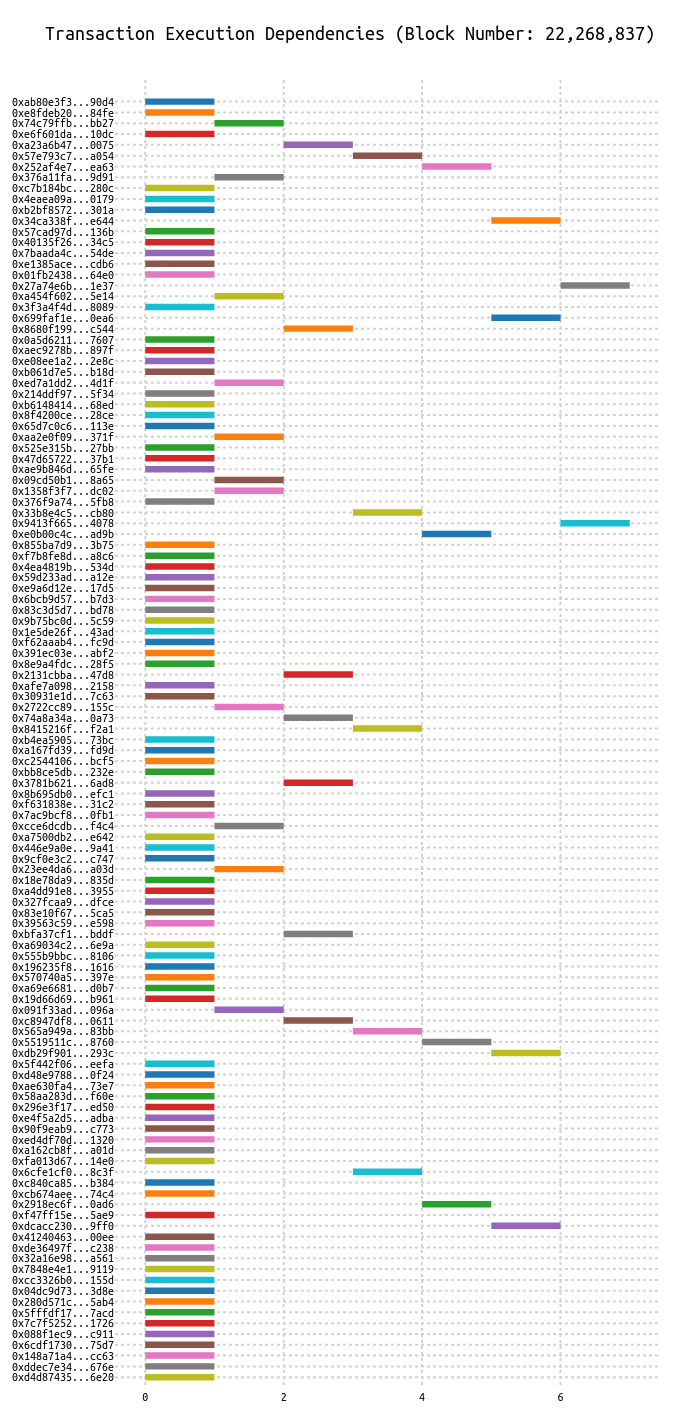 Transaction Execution Dependencies (Block Number: 22,268,837)
0xab80e3f3...90d4
0xe8fdeb20...84fe
0x74c79ffb...bb27
0xe6f601da...10dc
0xa23a6b47...0075
0x57e793c7...a054
0x252af4e7...ea63
0x376a11fa...9d91
0xc7b184bc...280c
0x4eaea09a...0179
0xb2bf8572...301a
0x34ca338f...e644
0x57cad97d...136b
0x40135f26...34c5
0x7baada4c...54de
0xe1385ace...cdb6
0x01fb2438...64e0
0x27a74e6b...1e37
0xa454f602...5e14
0x3f3a4f4d...8089
0x699faf1e...0ea6
0x8680f199...c544
0x0a5d6211...7607
0xaec9278b...897f
0xe08ee1a2...2e8c
0xb061d7e5...b18d
0xed7a1dd2...4d1f
0x214ddf97...5f34
0xb6148414...68ed
0x8f4200ce...28ce
0x65d7c0c6...113e
0xaa2e0f09...371f
0x525e315b...27bb
0x47d65722...37b1
0xae9b846d...65fe
0x09cd50b1...8a65
0x1358f3f7...dc02
0x376f9a74...5fb8
0x33b8e4c5...cb80
0x9413f665...4078
0xe0b00c4c...ad9b
0x855ba7d9...3b75
0xf7b8fe8d...a8c6
0x4ea4819b...534d
0x59d233ad...a12e
0xe9a6d12e...17d5
0x6bcb9d57...b7d3
0x83c3d5d7...bd78
0x9b75bc0d...5c59
0x1e5de26f...43ad
0xf62aaab4...fc9d
0x391ec03e...abf2
0x8e9a4fdc...28f5
0x2131cbba...47d8
0xafe7a098...2158
0x30931e1d...7c63
0x2722cc89...155c
0x74a8a34a...0a73
0x8415216f...f2a1
0xb4ea5905...73bc
0xa167fd39...fd9d
0xc2544106...bcf5
0xbb8ce5db...232e
0x3781b621...6ad8
0x8b695db0...efc1
0xf631838e...31c2
0x7ac9bcf8...0fb1
0xcce6dcdb...f4c4
0xa7500db2...e642
0x446e9a0e...9a41
0x9cf0e3c2...c747
0x23ee4da6...a03d
0x18e78da9...835d
0xa4dd91e8...3955
0x327fcaa9...dfce
0x83e10f67...5ca5
0x39563c59...e598
0xbfa37cf1...bddf
0xa69034c2...6e9a
0x555b9bbc...8106
0x196235f8...1616
0x570740a5...397e
0xa69e6681...d0b7
0x19d66d69...b961
0x091f33ad...096a
0xc8947df8...0611
0x565a949a...83bb
0x5519511c...8760
0xdb29f901...293c
0x5f442f06...eefa
0xd48e9788...0f24
0xae630fa4...73e7
0x58aa283d...f60e
0x296e3f17...ed50
0xe4f5a2d5...adba
0x90f9eab9...c773
0xed4df70d...1320
0xa162cb8f...a01d
0xfa013d67...14e0
0x6cfe1cf0...8c3f
0xc840ca85...b384
0xcb674aee...74c4
0x2918ec6f...0ad6
0xf47ff15e...5ae9
0xdcacc230...9ff0
0x41240463...00ee
0xde36497f...c238
0x32a16e98...a561
0x7848e4e1...9119
0xcc3326b0...155d
0x04dc9d73...3d8e
0x280d571c...5ab4
0x5fffdf17...7acd
0x7c7f5252...1726
0x088f1ec9...c911
0x6cdf1730...75d7
0x148a71a4...cc63
0xddec7e34...676e
0xd4d87435...6e20
0 2 4 6